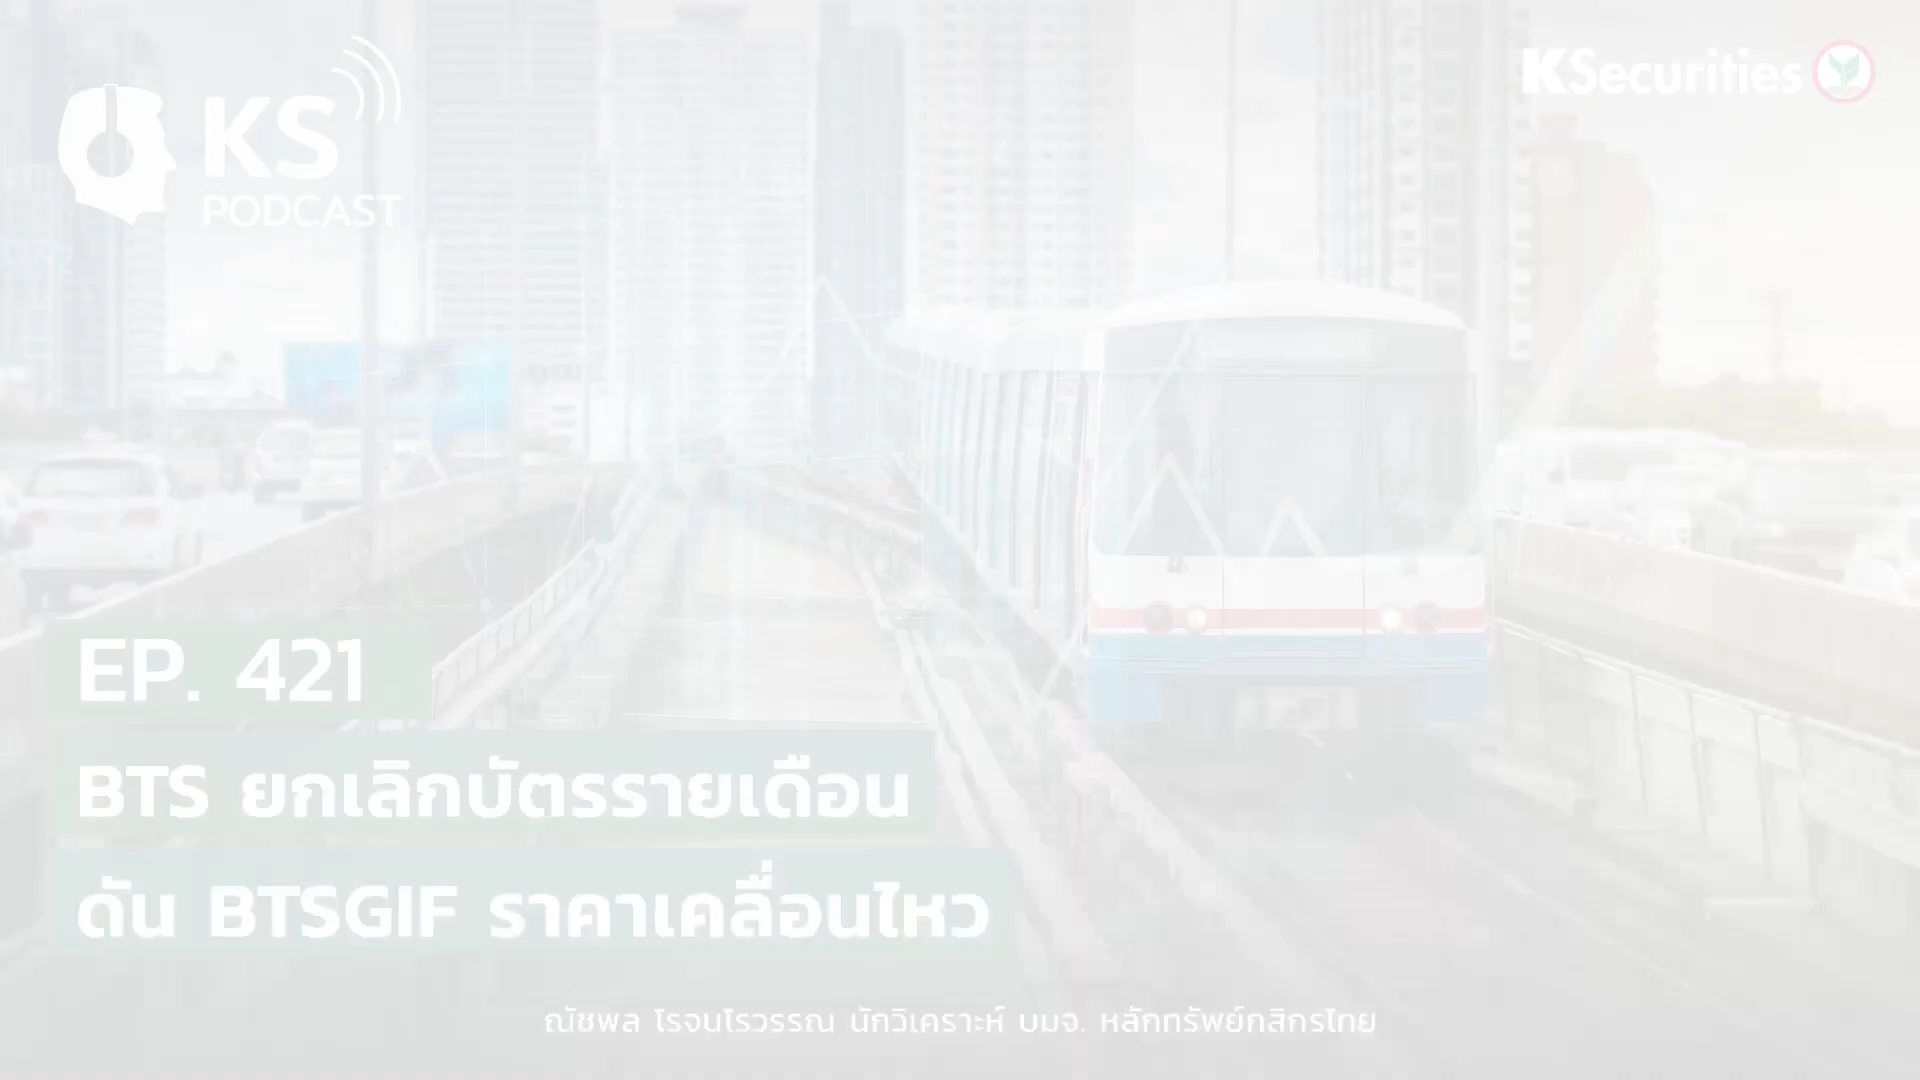 KS
PODCAST
KSecurities
EP. 421
BTS ยกเลิกบัตรรายเดือน
ดัน BTSGIF ราคาเคลื่อนไหว
ณัชพล โรจนโรวรรณ นักวิเคราะห์ บมจ. หลักทรัพย์กสิกรไทย